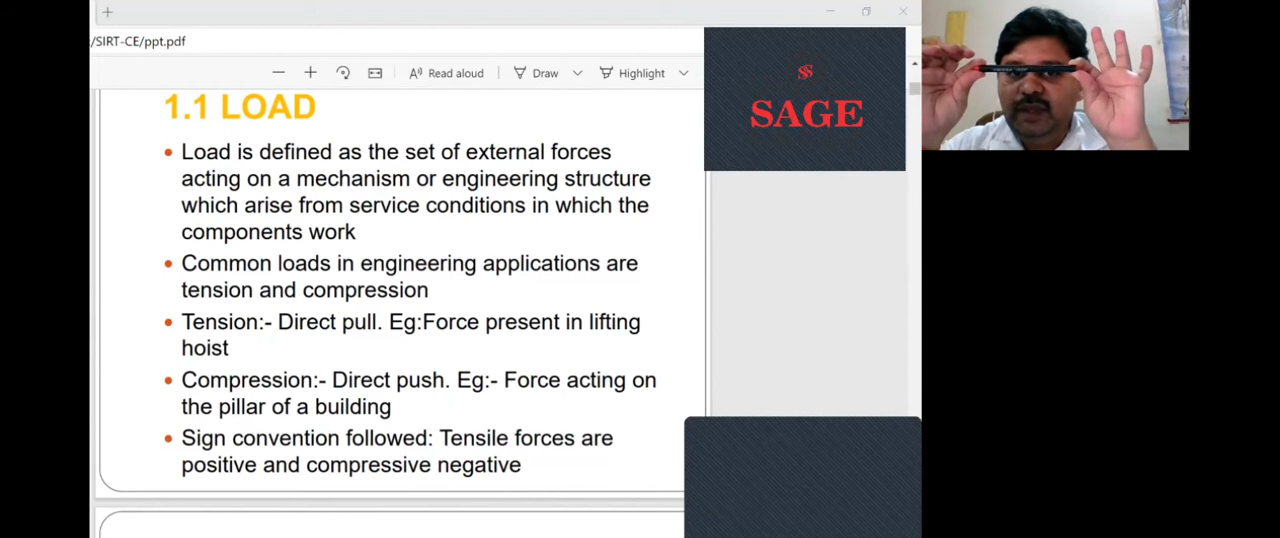 /SIRT-CE/ppt.pdf
Read aloud
Draw
Highlight
1.1 LOAD
• Load is defined as the set of external forces
acting on a mechanism or engineering structure
which arise from service conditions in which the
components work
• Common loads in engineering applications are
tension and compression
• Tension:- Direct pull. Eg:Force present in lifting
hoist
• Compression:- Direct push. Eg:- Force acting on
the pillar of a building
• Sign convention followed: Tensile forces are
positive and compressive negative
SAGE